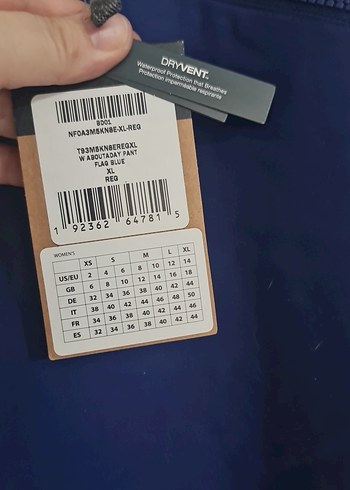 DRYVENT.
Waterproof Protection that Breathes
Protection imperméable respirante
8D01
NF0A3M5KN8E-XL-REG
T93M5KN8EREGXL
W ABOUTADAY PANT
FLAG BLUE
XL
REG
1 92362 64781 5
WOMEN'S
XS S M L XL
US/EU 2 4 6 8 10 12 14
GB 6 8 10 12 14 16 18
DE 32 34 36 38 40 42 44
IT 38 40 42 44 46 48 50
FR 34 36 38 40 42 44 46
ES 32 34 36 38 40 42 44